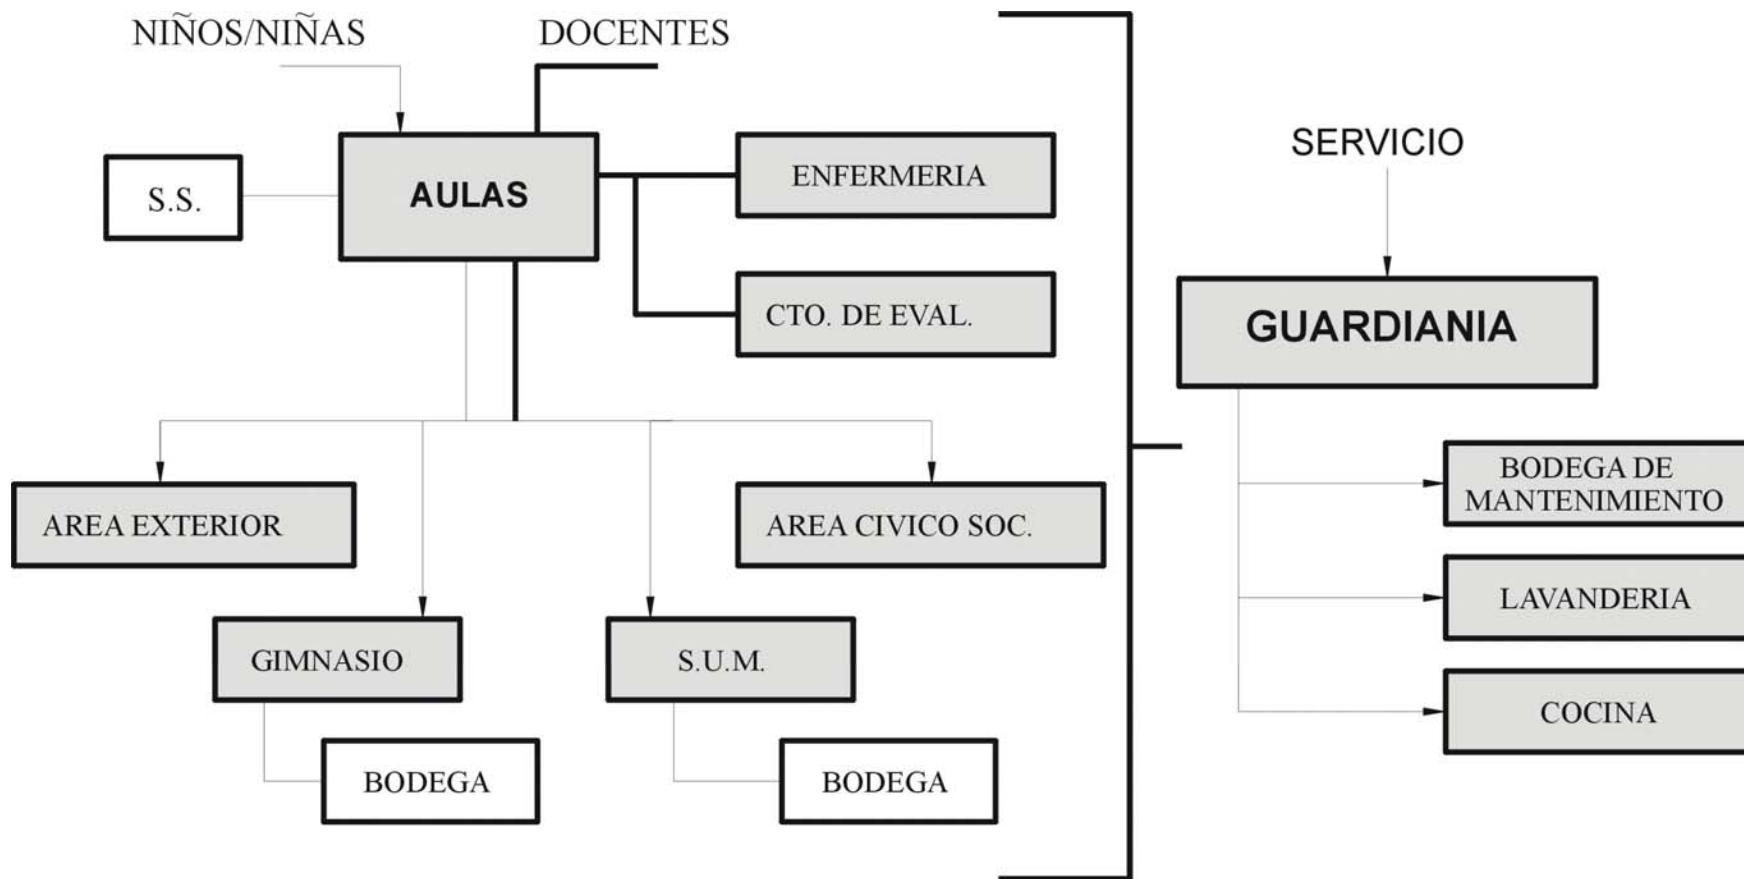 NIÑOS/NIÑAS
DOCENTES
S.S.
AULAS
ENFERMERIA
CTO. DE EVAL.
AREA EXTERIOR
AREA CIVICO SOC.
GIMNASIO
S.U.M.
BODEGA
BODEGA
SERVICIO
GUARDIANIA
BODEGA DE
MANTENIMIENTO
LAVANDERIA
COCINA